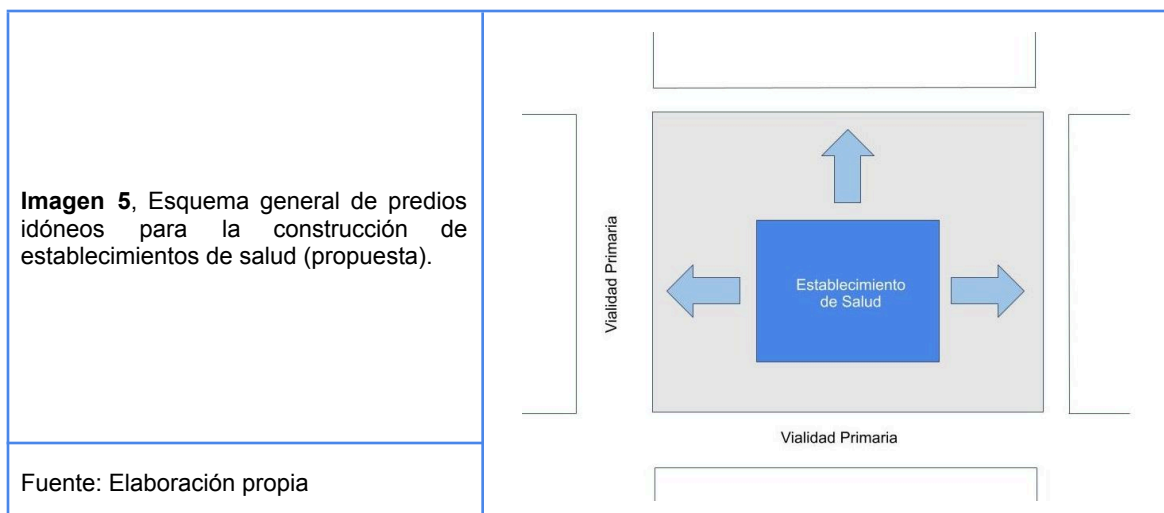 Imagen 5, Esquema general de predios
idóneos para la construcción de
establecimientos de salud (propuesta).
Fuente: Elaboración propia
Vialidad Primaria
Establecimiento
de Salud
Vialidad Primaria